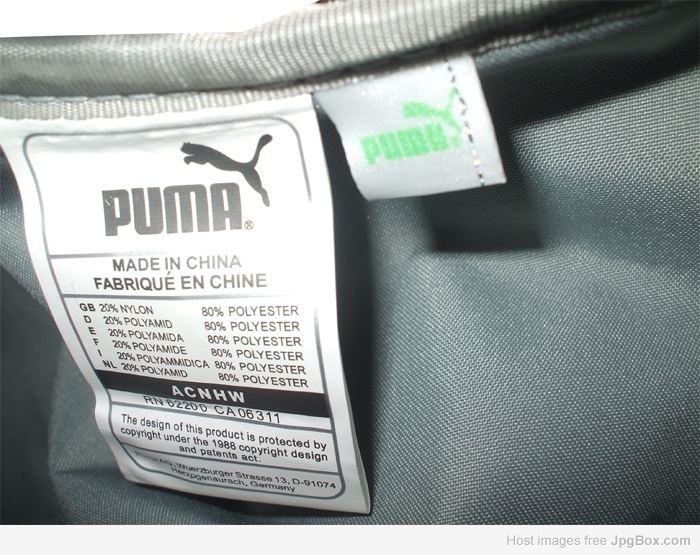 PUMA®
PUMA
MADE IN CHINA
FABRIQUÉ EN CHINE
GB 20% NYLON 80% POLYESTER
D 20% POLYAMID 80% POLYESTER
E 20% POLYAMIDA 80% POLYESTER
F 20% POLYAMIDE 80% POLYESTER
I 20% POLYAMMIDICA 80% POLYESTER
NL 20% POLYAMID 80% POLYESTER
ACNHW
RN 62200 CA 06311
The design of this product is protected by
copyright under the 1988 copyright design
and patents act.
Wuerzburger Strasse 13, D-91074
Herzpgenaurach, Germany
Host images free JpgBox.com